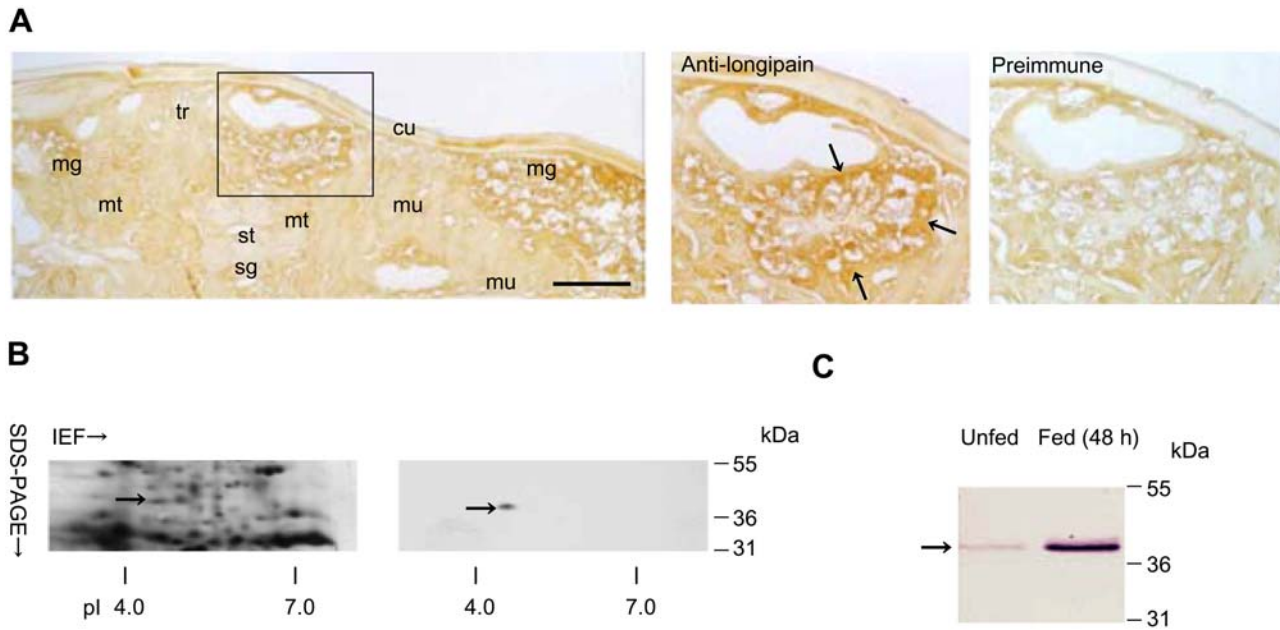 A
tr
cu
mg
mg
mt
mt
mu
st
sg
mu
Anti-longipain
Preimmune
B
IEF→
SDS-PAGE→
kDa
55
36
31
pI 4.0 7.0
4.0 7.0
C
Unfed Fed (48 h)
kDa
55
36
31